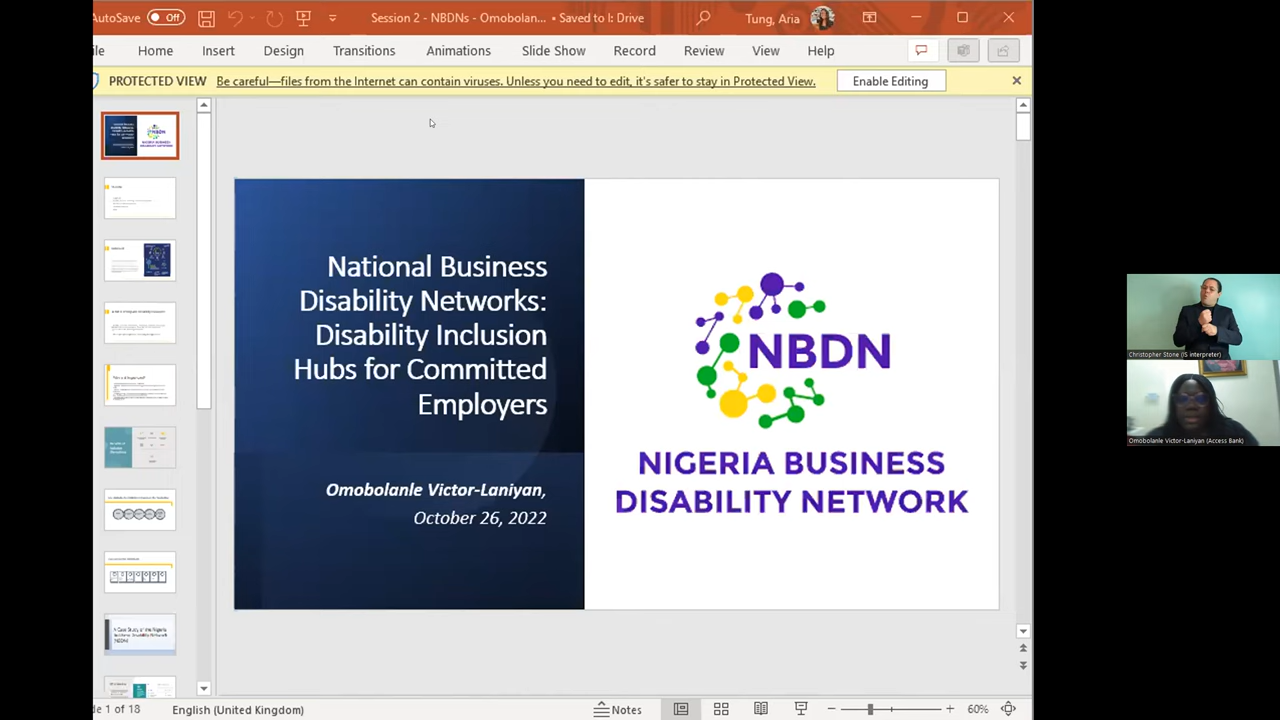 AutoSave Off Session 2 - NBDNs - Omobolan... • Saved to I: Drive Tung, Aria
ile Home Insert Design Transitions Animations Slide Show Record Review View Help
PROTECTED VIEW Be careful—files from the Internet can contain viruses. Unless you need to edit, it's safer to stay in Protected View. Enable Editing
National Business
Disability Networks:
Disability Inclusion
Hubs for Committed
Employers
Omobolanle Victor-Laniyan,
October 26, 2022
NBDN
NIGERIA BUSINESS
DISABILITY NETWORK
Christopher Stone (IS interpreter)
Omobolanle Victor-Laniyan (Access Bank)
de 1 of 18 English (United Kingdom) Notes 60%